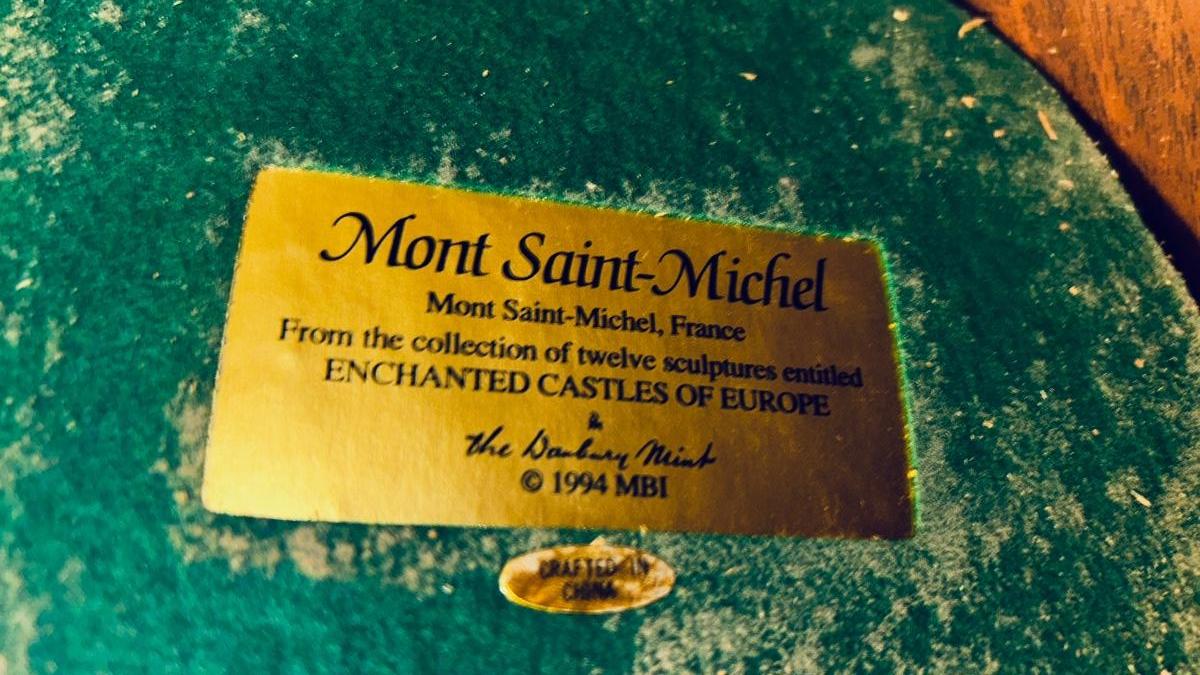 Mont Saint-Michel
Mont Saint-Michel, France
From the collection of twelve sculptures entitled
ENCHANTED CASTLES OF EUROPE
&
the Danbury Mint
© 1994 MBI
CRAFTED IN
CHINA